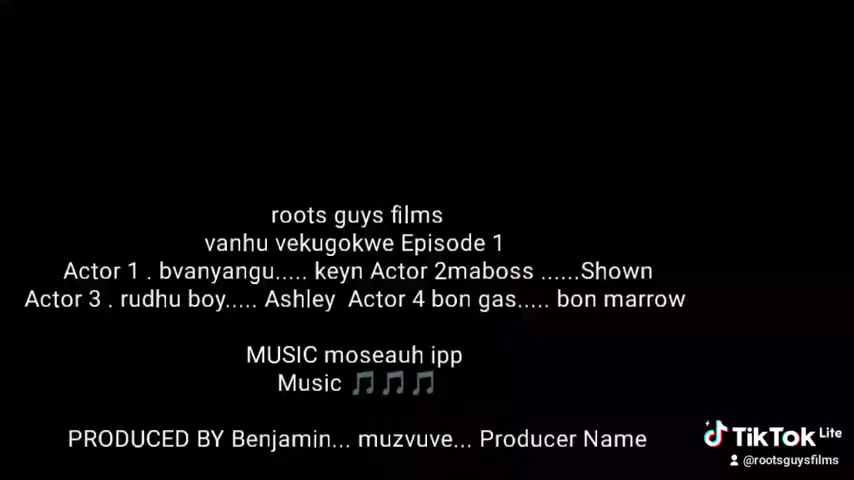 roots guys films
vanhu vekugokwe Episode 1
Actor 1 . bvanyangu..... keyn Actor 2maboss ......Shown
Actor 3 . rudhu boy..... Ashley  Actor 4 bon gas..... bon marrow
MUSIC moseauh ipp
Music 🎵🎵🎵
PRODUCED BY Benjamin... muzvuve... Producer Name
TikTok Lite
@rootsguysfilms